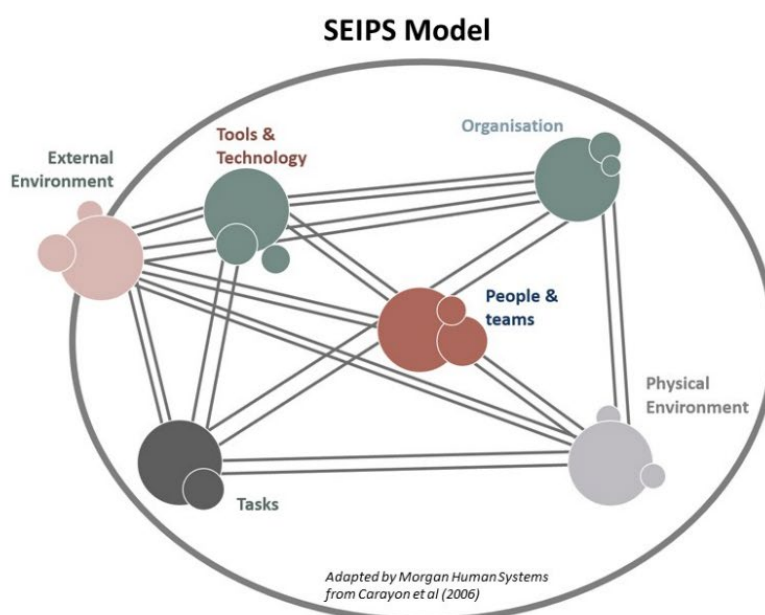 SEIPS Model
External
Environment
Tools &
Technology
Organisation
People &
teams
Physical
Environment
Tasks
Adapted by Morgan Human Systems
from Carayon et al (2006)